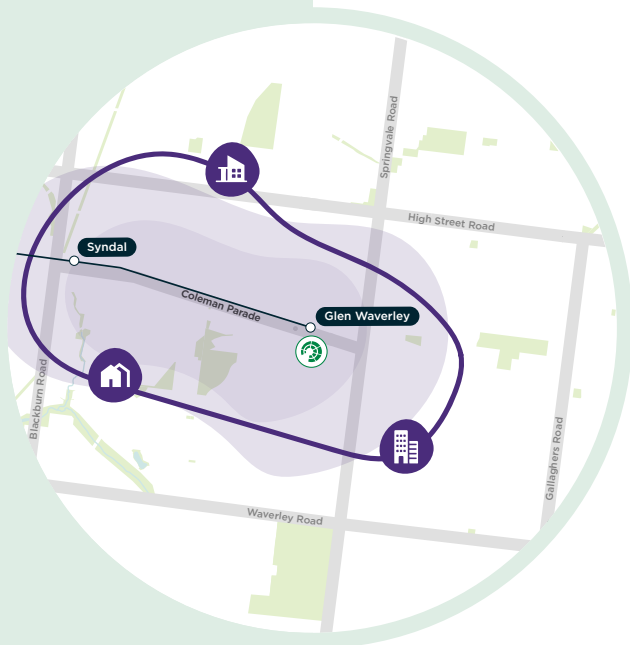 Springvale Road
High Street Road
Syndal
Coleman Parade
Glen Waverley
Blackburn Road
Gallaghers Road
Waverley Road